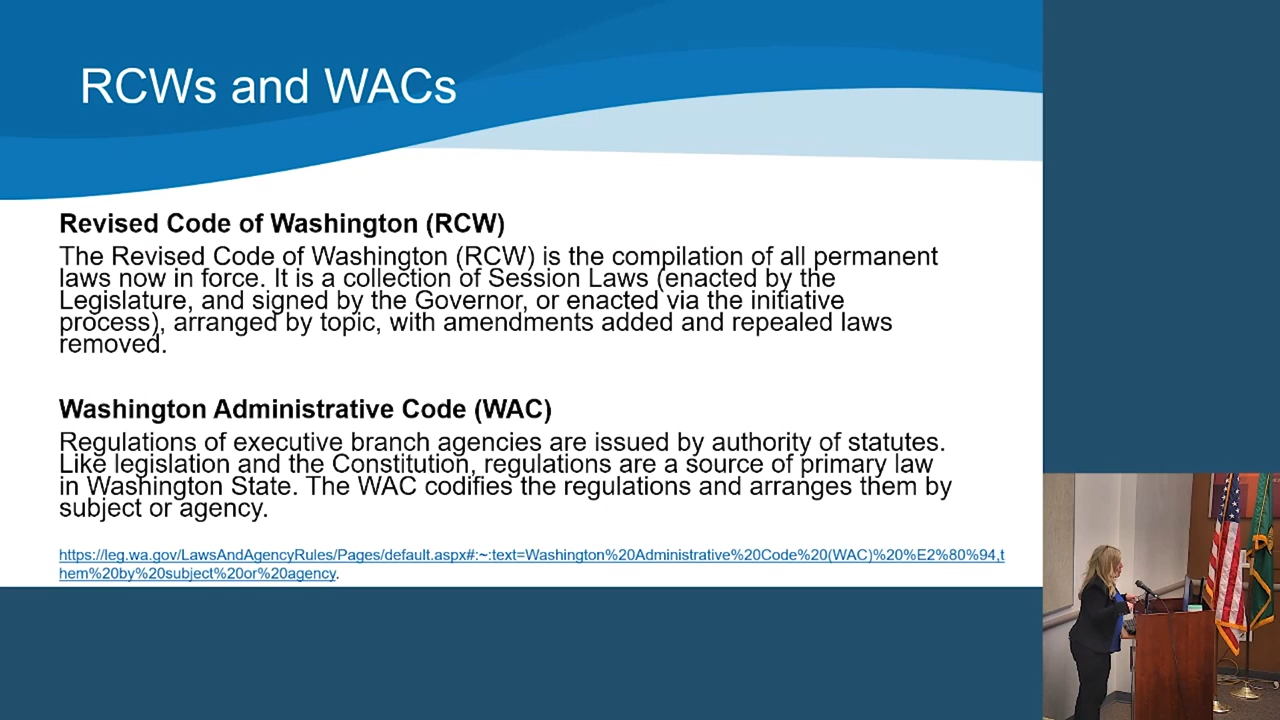 RCWs and WACs
Revised Code of Washington (RCW)
The Revised Code of Washington (RCW) is the compilation of all permanent
laws now in force. It is a collection of Session Laws (enacted by the
Legislature, and signed by the Governor, or enacted via the initiative
process), arranged by topic, with amendments added and repealed laws
removed.
Washington Administrative Code (WAC)
Regulations of executive branch agencies are issued by authority of statutes.
Like legislation and the Constitution, regulations are a source of primary law
in Washington State. The WAC codifies the regulations and arranges them by
subject or agency.
https://leg.wa.gov/LawsAndAgencyRules/Pages/default.aspx#:~:text=Washington%20Administrative%20Code%20(WAC)%20%E2%80%94,t
hem%20by%20subject%20or%20agency.